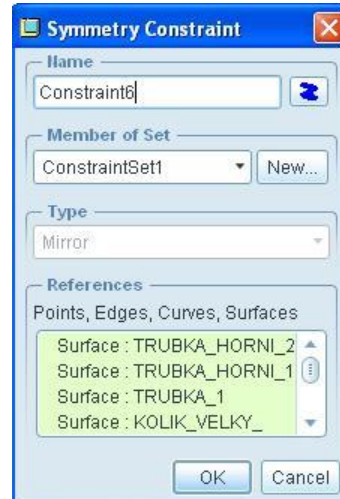 Symmetry Constraint
Name
Constraint6
Member of Set
ConstraintSet1
New...
Type
Mirror
References
Points, Edges, Curves, Surfaces
Surface : TRUBKA_HORNI_2
Surface : TRUBKA_HORNI_1
Surface : TRUBKA_1
Surface : KOLIK_VELKY_
OK Cancel